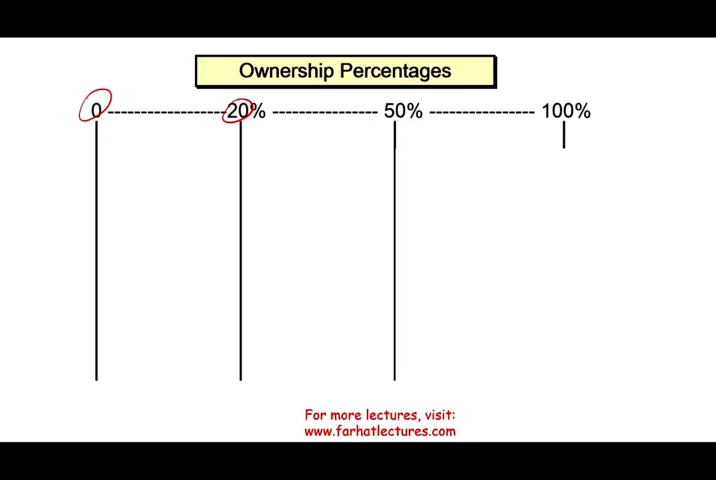 Ownership Percentages
0 ------------------20% ---------------- 50% ---------------- 100%
For more lectures, visit:
www.farhatlectures.com